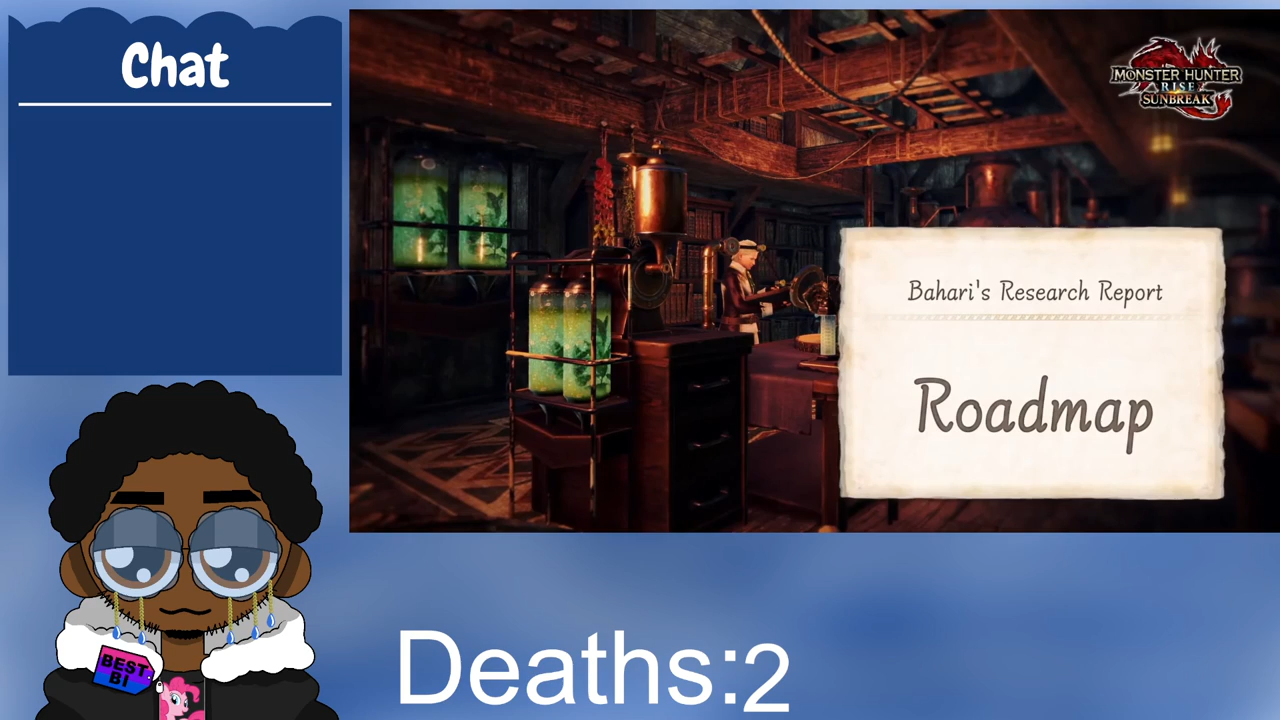 Chat
MONSTER HUNTER
RISE
SUNBREAK
Bahari's Research Report
Roadmap
BEST
BI
Deaths:2